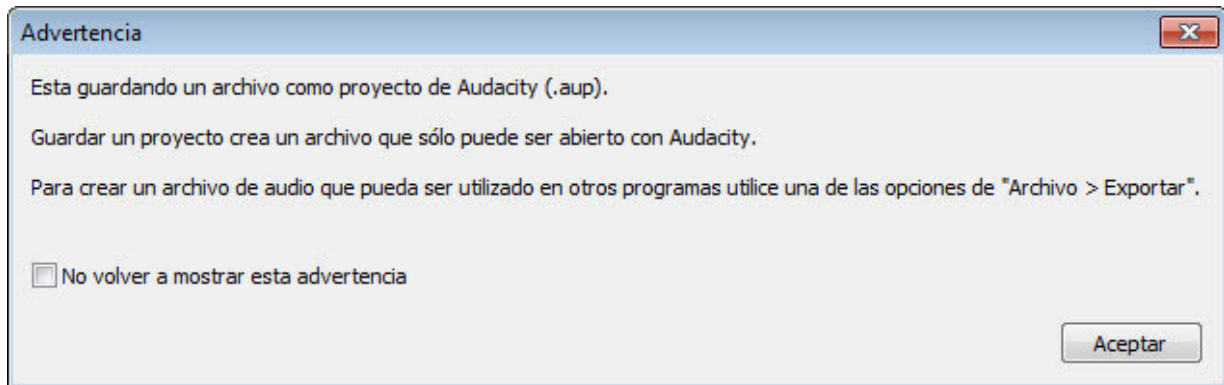 Advertencia
Esta guardando un archivo como proyecto de Audacity (.aup).
Guardar un proyecto crea un archivo que sólo puede ser abierto con Audacity.
Para crear un archivo de audio que pueda ser utilizado en otros programas utilice una de las opciones de "Archivo > Exportar".
No volver a mostrar esta advertencia
Aceptar